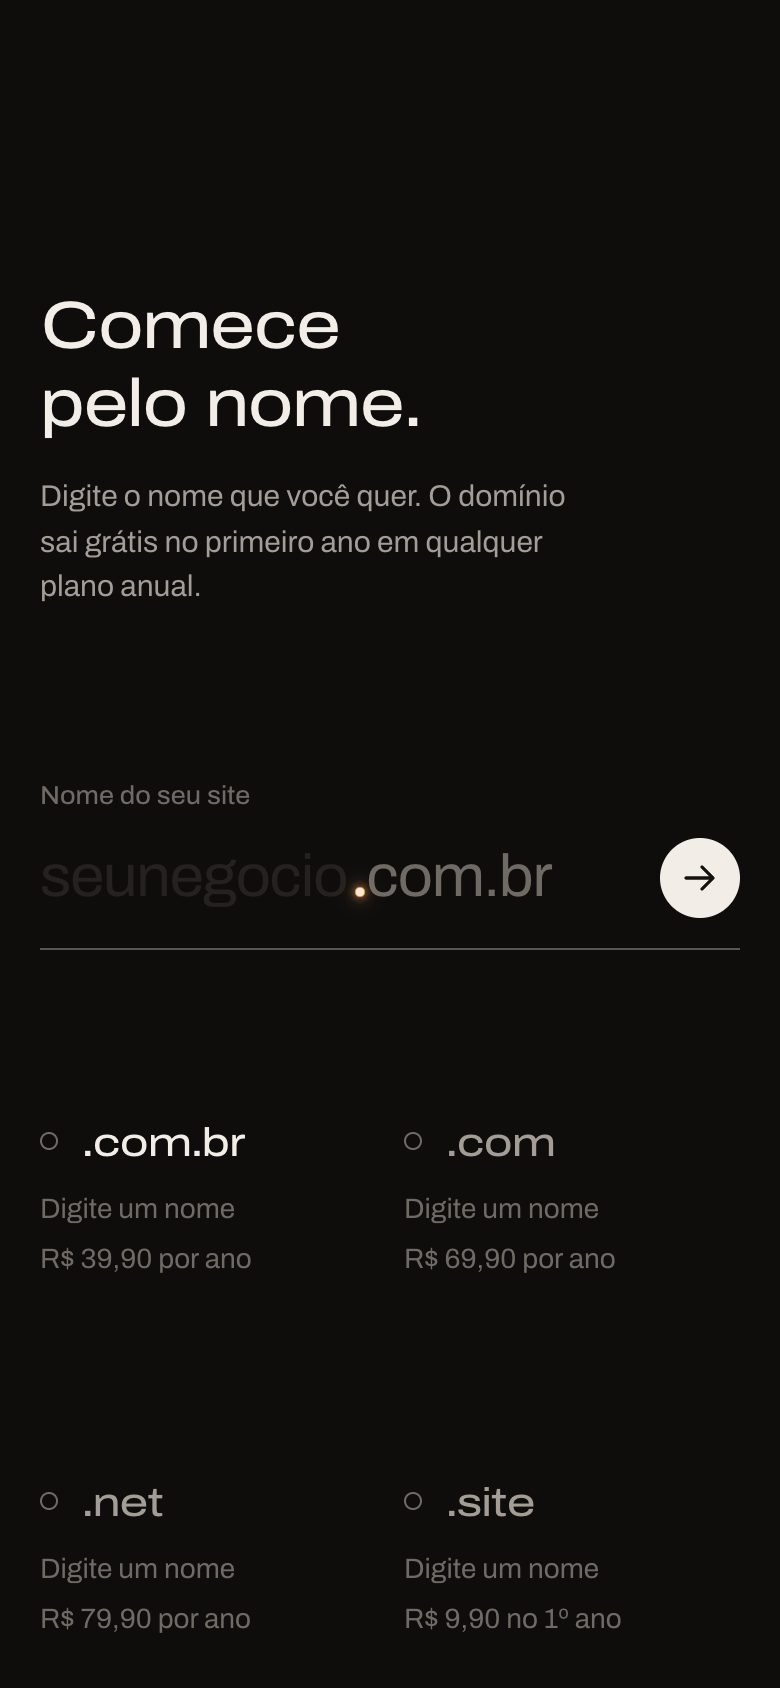 Comece
pelo nome.
Digite o nome que você quer. O domínio
sai grátis no primeiro ano em qualquer
plano anual.
Nome do seu site
seunegocio.com.br
.com.br
Digite um nome
R$ 39,90 por ano
.com
Digite um nome
R$ 69,90 por ano
.net
Digite um nome
R$ 79,90 por ano
.site
Digite um nome
R$ 9,90 no 1º ano